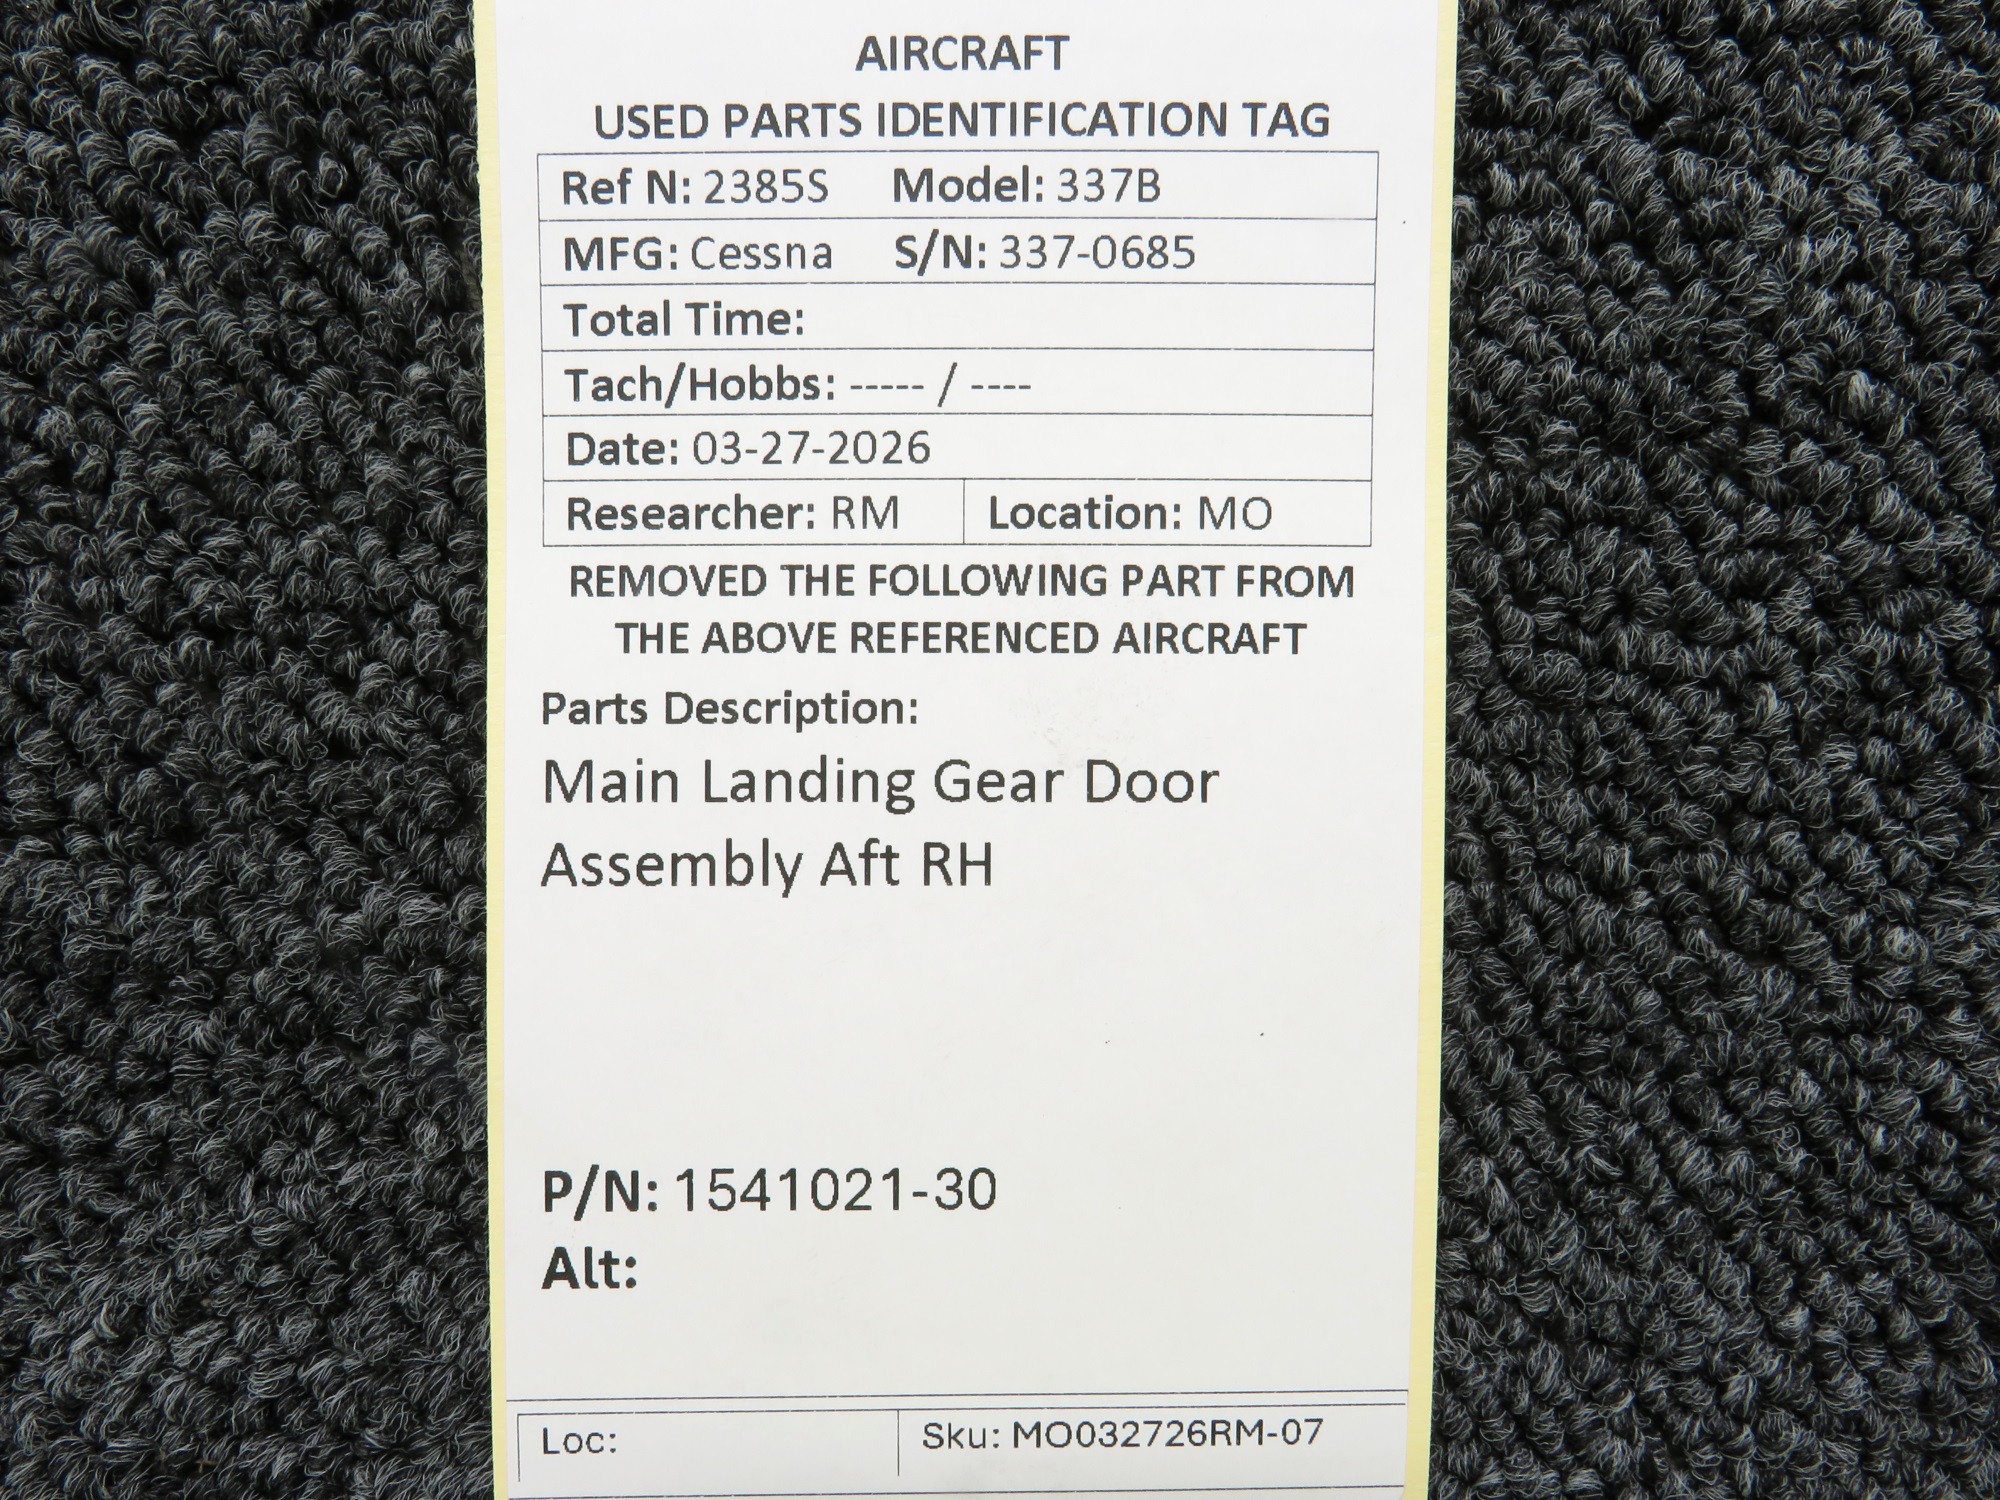 AIRCRAFT
USED PARTS IDENTIFICATION TAG
Ref N: 2385S Model: 337B
MFG: Cessna S/N: 337-0685
Total Time:
Tach/Hobbs: ----- / ----
Date: 03-27-2026
Researcher: RM Location: MO
REMOVED THE FOLLOWING PART FROM
THE ABOVE REFERENCED AIRCRAFT
Parts Description:
Main Landing Gear Door
Assembly Aft RH
P/N: 1541021-30
Alt:
Loc: Sku: MO032726RM-07